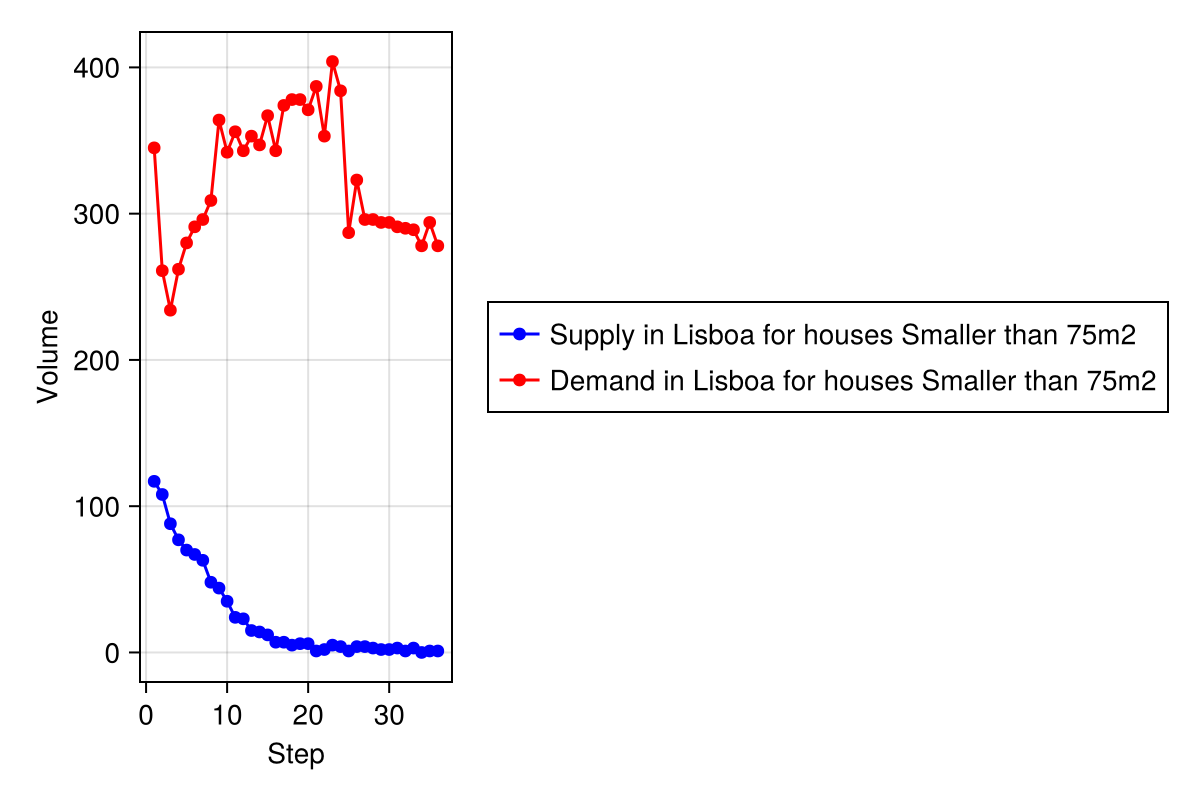 400
300
200
100
0
Volume
0 10 20 30
Step
Supply in Lisboa for houses Smaller than 75m2
Demand in Lisboa for houses Smaller than 75m2